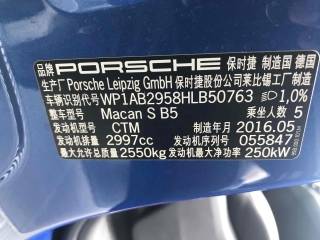 品牌 PORSCHE 保时捷 制造国 德国
生产厂 Porsche Leipzig GmbH 保时捷股份公司莱比锡工厂制造
车辆识别代号 WP1AB2958HLB50763 1,0%
整车型号 Macan S B5 乘坐人数 5
发动机型号 CTM 制造年月 2016.05
发动机排量 2997cc 发动机序列号 055847
最大允许总质量 2550kg 发动机最大净功率 250kW